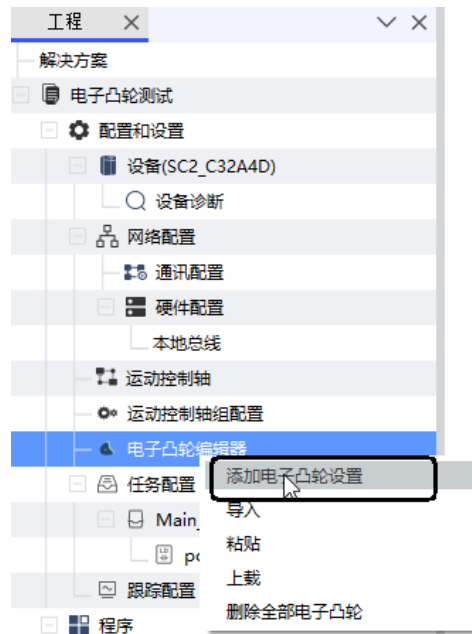 工程
解决方案
电子凸轮测试
配置和设置
设备(SC2_C32A4D)
设备诊断
网络配置
通讯配置
硬件配置
本地总线
运动控制轴
运动控制轴组配置
电子凸轮编辑器
添加电子凸轮设置
任务配置
导入
Main_
粘贴
po
上载
跟踪配置
删除全部电子凸轮
程序